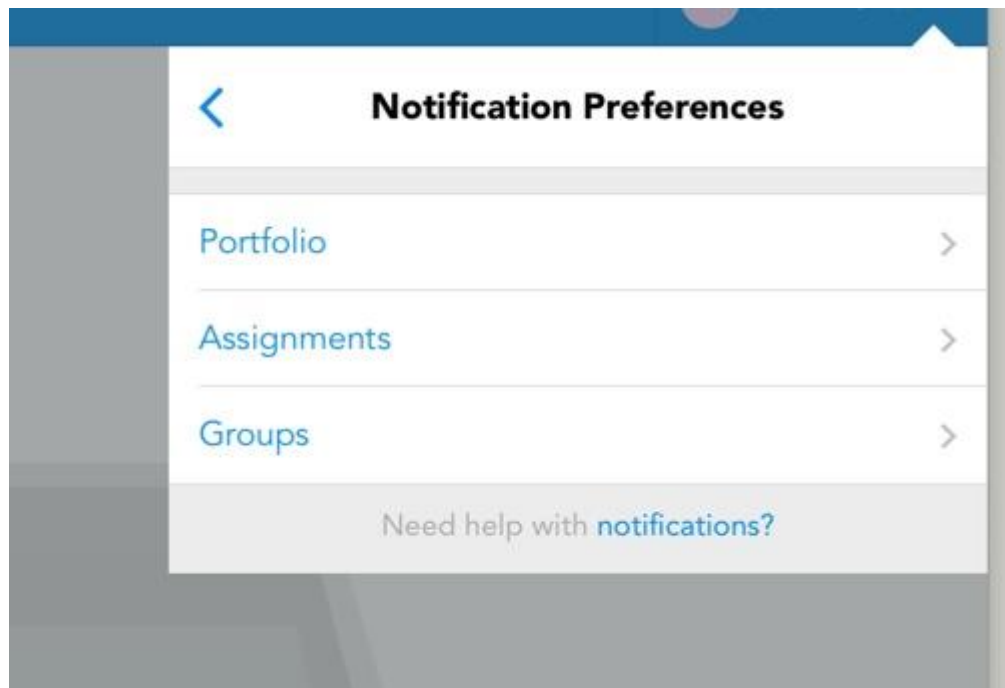 Notification Preferences
Portfolio
Assignments
Groups
Need help with notifications?